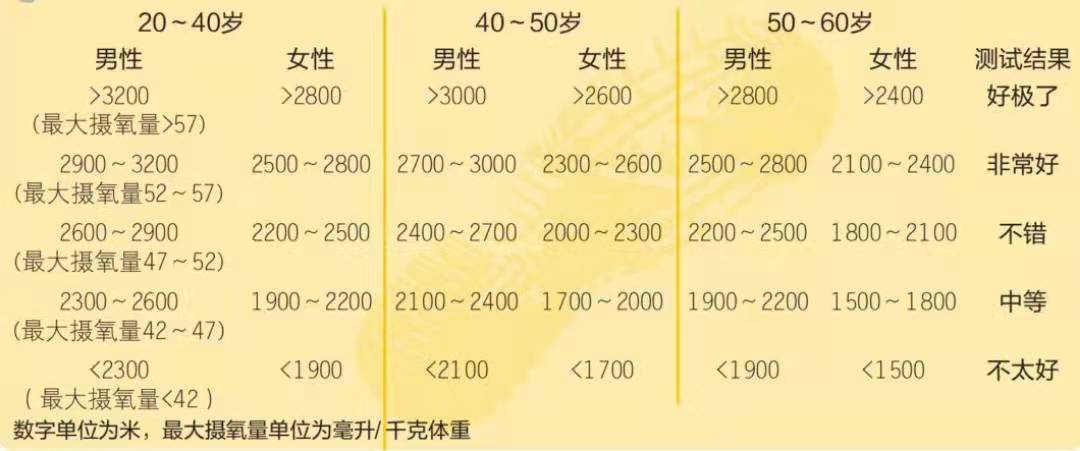 20～40岁 40～50岁 50～60岁
男性 女性 男性 女性 男性 女性 测试结果
>3200 >2800 >3000 >2600 >2800 >2400 好极了
(最大摄氧量>57)
2900～3200 2500～2800 2700～3000 2300～2600 2500～2800 2100～2400 非常好
(最大摄氧量52～57)
2600～2900 2200～2500 2400～2700 2000～2300 2200～2500 1800～2100 不错
(最大摄氧量47～52)
2300～2600 1900～2200 2100～2400 1700～2000 1900～2200 1500～1800 中等
(最大摄氧量42～47)
<2300 <1900 <2100 <1700 <1900 <1500 不太好
(最大摄氧量<42)
数字单位为米，最大摄氧量单位为毫升/千克体重